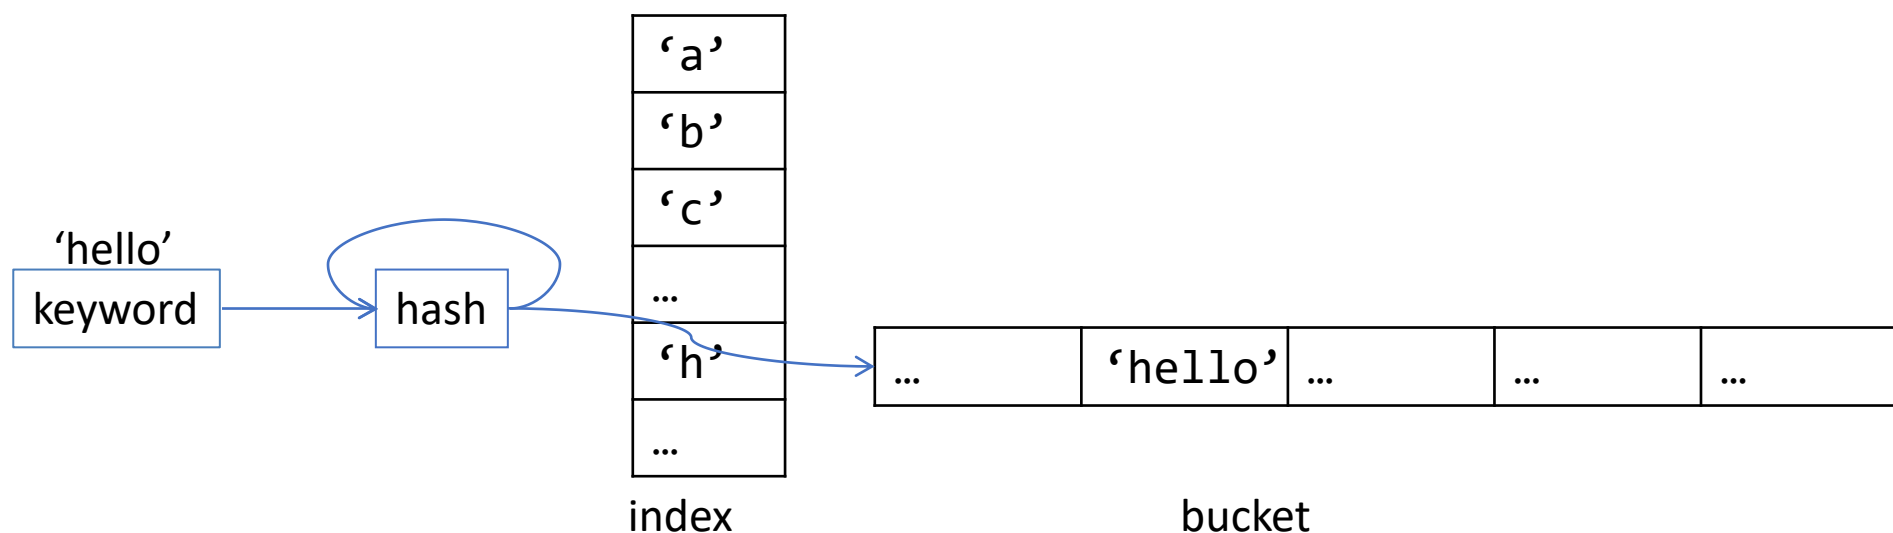 ‘hello’
keyword
hash
‘a’
‘b’
‘c’
…
‘h’
…
index
…
‘hello’
…
…
…
bucket